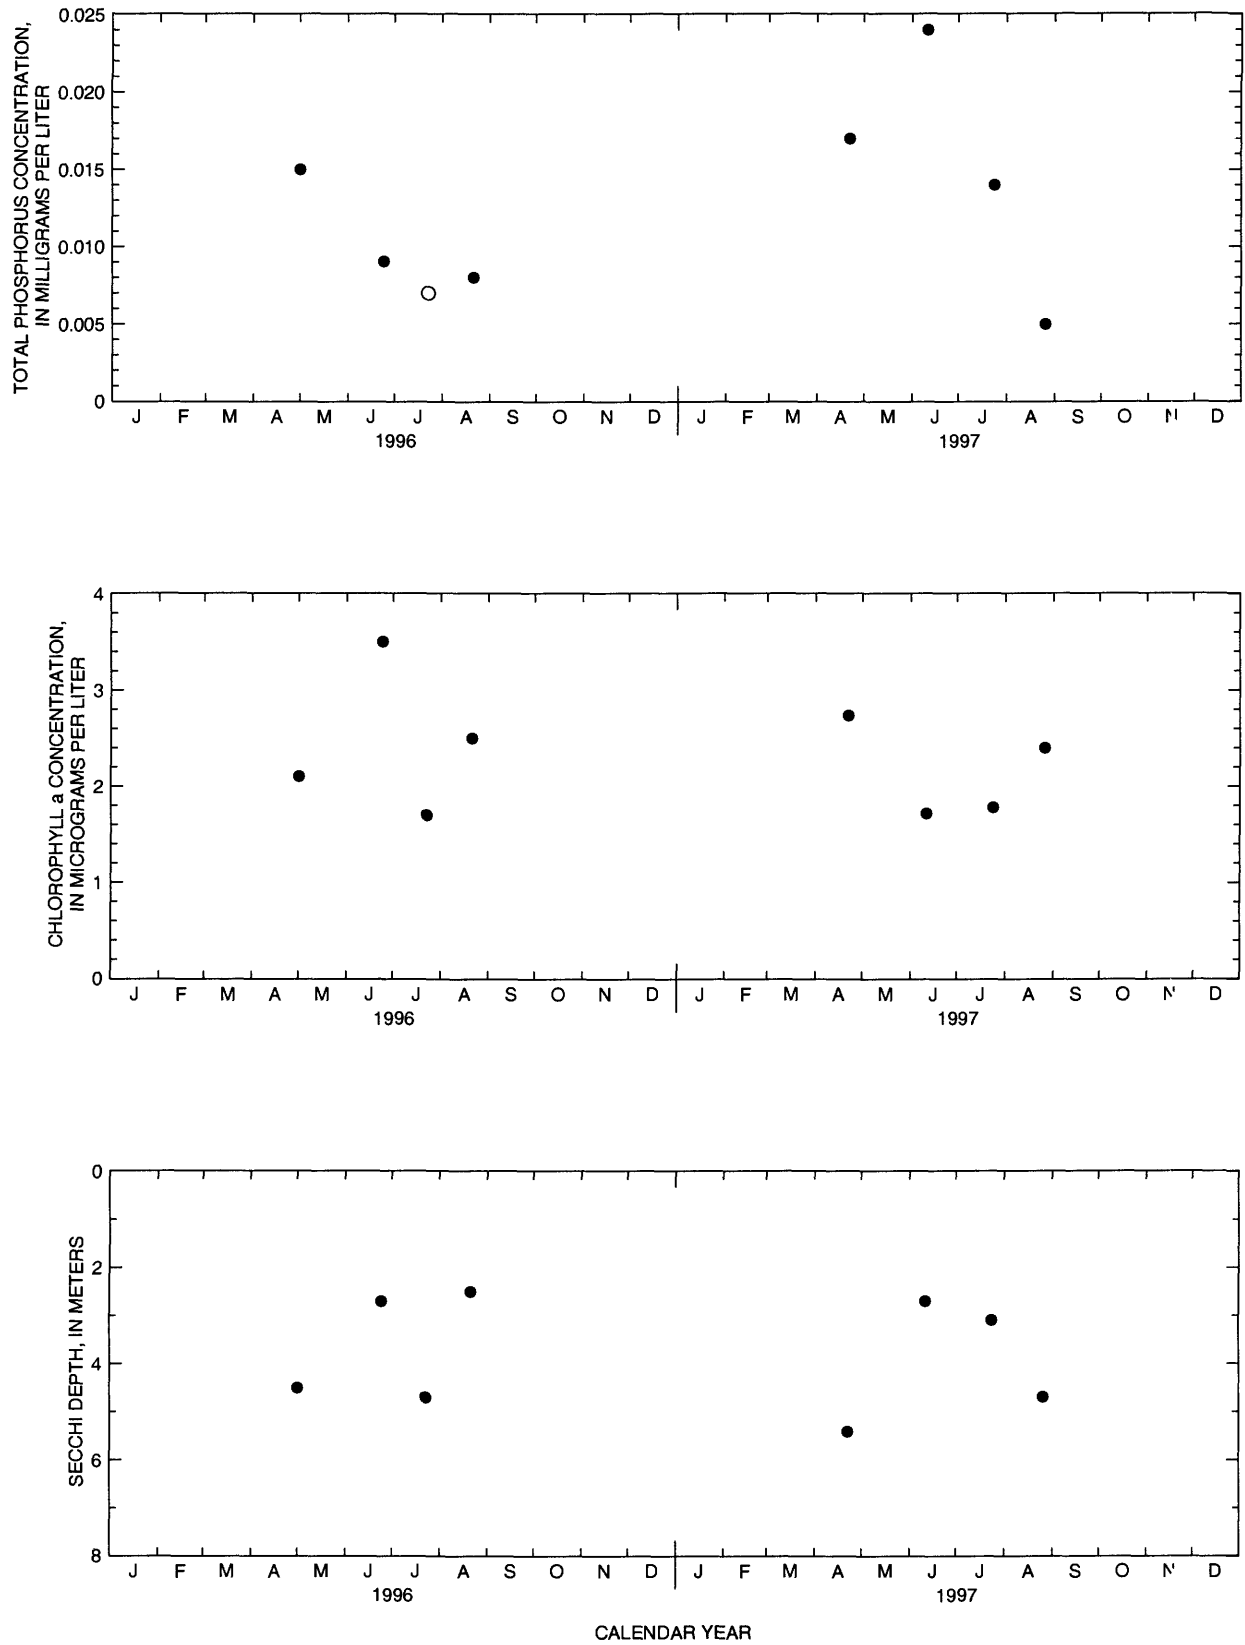 TOTAL PHOSPHORUS CONCENTRATION,
IN MILLIGRAMS PER LITER
0.025
0.020
0.015
0.010
0.005
0
J F M A M J J A S O N D J F M A M J J A S O N D
1996 1997
CHLOROPHYLL a CONCENTRATION,
IN MICROGRAMS PER LITER
4
3
2
1
0
J F M A M J J A S O N D J F M A M J J A S O N D
1996 1997
SECCHI DEPTH, IN METERS
0
2
4
6
8
J F M A M J J A S O N D J F M A M J J A S O N D
1996 1997
CALENDAR YEAR